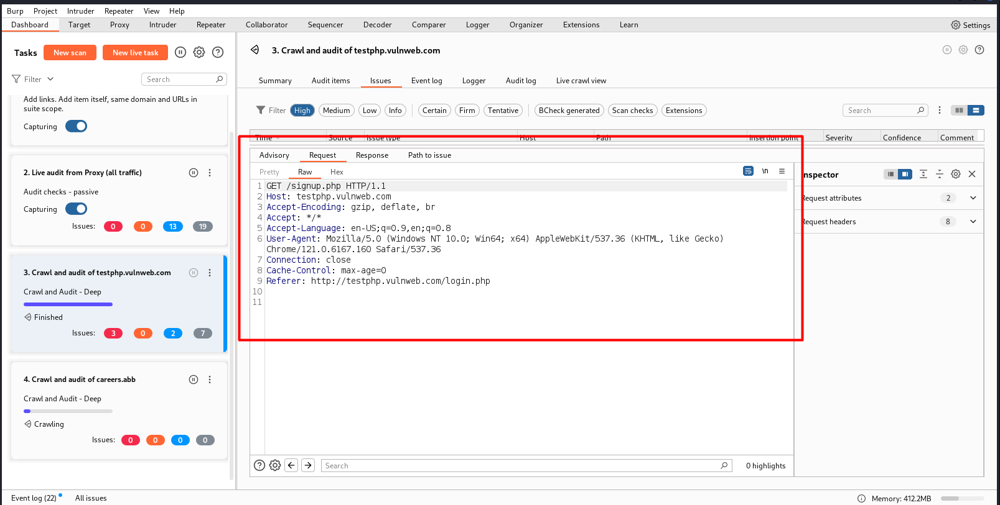 Burp Project Intruder Repeater View Help
Dashboard Target Proxy Intruder Repeater Collaborator Sequencer Decoder Comparer Logger Organizer Extensions Learn Settings
Tasks New scan New live task
Filter Search
Add links. Add item itself, same domain and URLs in
suite scope.
Capturing
2. Live audit from Proxy (all traffic)
Audit checks - passive
Capturing
Issues: 0 0 13 19
3. Crawl and audit of testphp.vulnweb.com
Crawl and Audit - Deep
Finished
Issues: 3 0 2 7
4. Crawl and audit of careers.abb
Crawl and Audit - Deep
Crawling
Issues: 0 0 0 0
3. Crawl and audit of testphp.vulnweb.com
Summary Audit items Issues Event log Logger Audit log Live crawl view
Filter High Medium Low Info Certain Firm Tentative BCheck generated Scan checks Extensions Search
Time Source Issue type Host Path Insertion point Severity Confidence Comment
Advisory Request Response Path to issue
Pretty Raw Hex \n
1 GET /signup.php HTTP/1.1
2 Host: testphp.vulnweb.com
3 Accept-Encoding: gzip, deflate, br
4 Accept: */*
5 Accept-Language: en-US;q=0.9,en;q=0.8
6 User-Agent: Mozilla/5.0 (Windows NT 10.0; Win64; x64) AppleWebKit/537.36 (KHTML, like Gecko)
Chrome/121.0.6167.160 Safari/537.36
7 Connection: close
8 Cache-Control: max-age=0
9 Referer: http://testphp.vulnweb.com/login.php
10
11
Search 0 highlights
nspector
Request attributes 2
Request headers 8
Event log (22) All issues Memory: 412.2MB